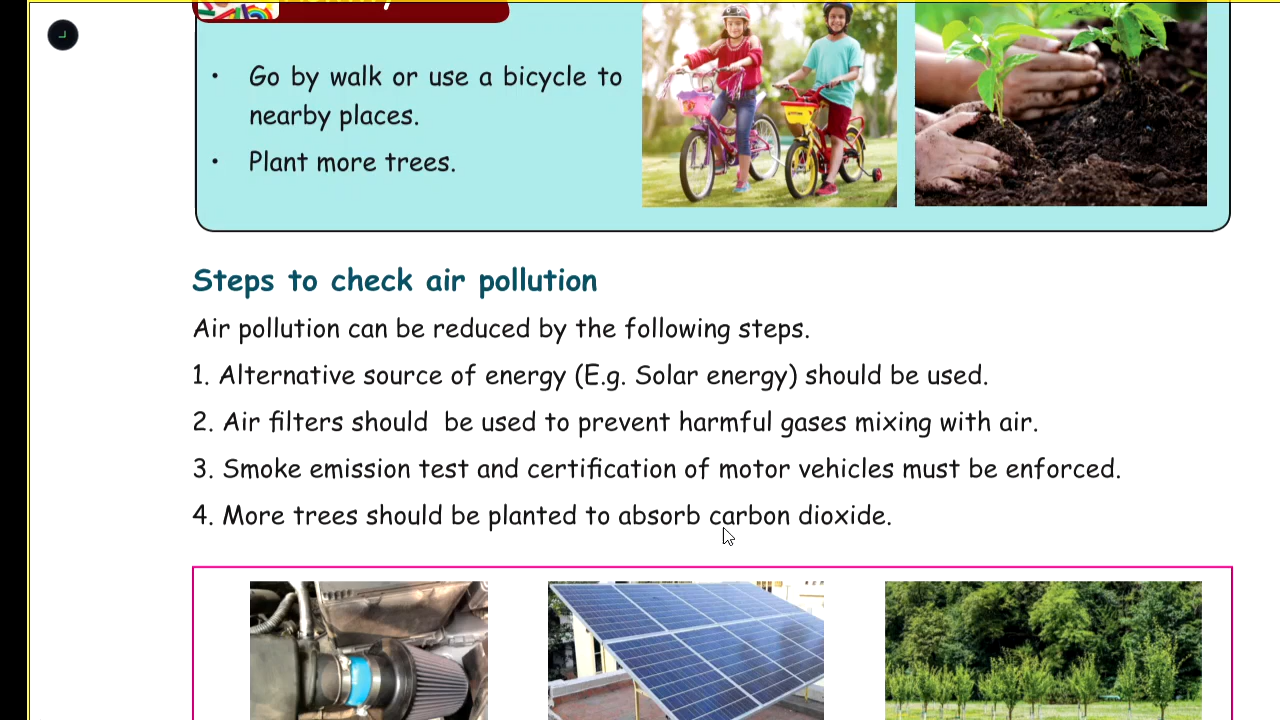 • Go by walk or use a bicycle to
nearby places.
• Plant more trees.
Steps to check air pollution
Air pollution can be reduced by the following steps.
1. Alternative source of energy (E.g. Solar energy) should be used.
2. Air filters should  be used to prevent harmful gases mixing with air.
3. Smoke emission test and certification of motor vehicles must be enforced.
4. More trees should be planted to absorb carbon dioxide.